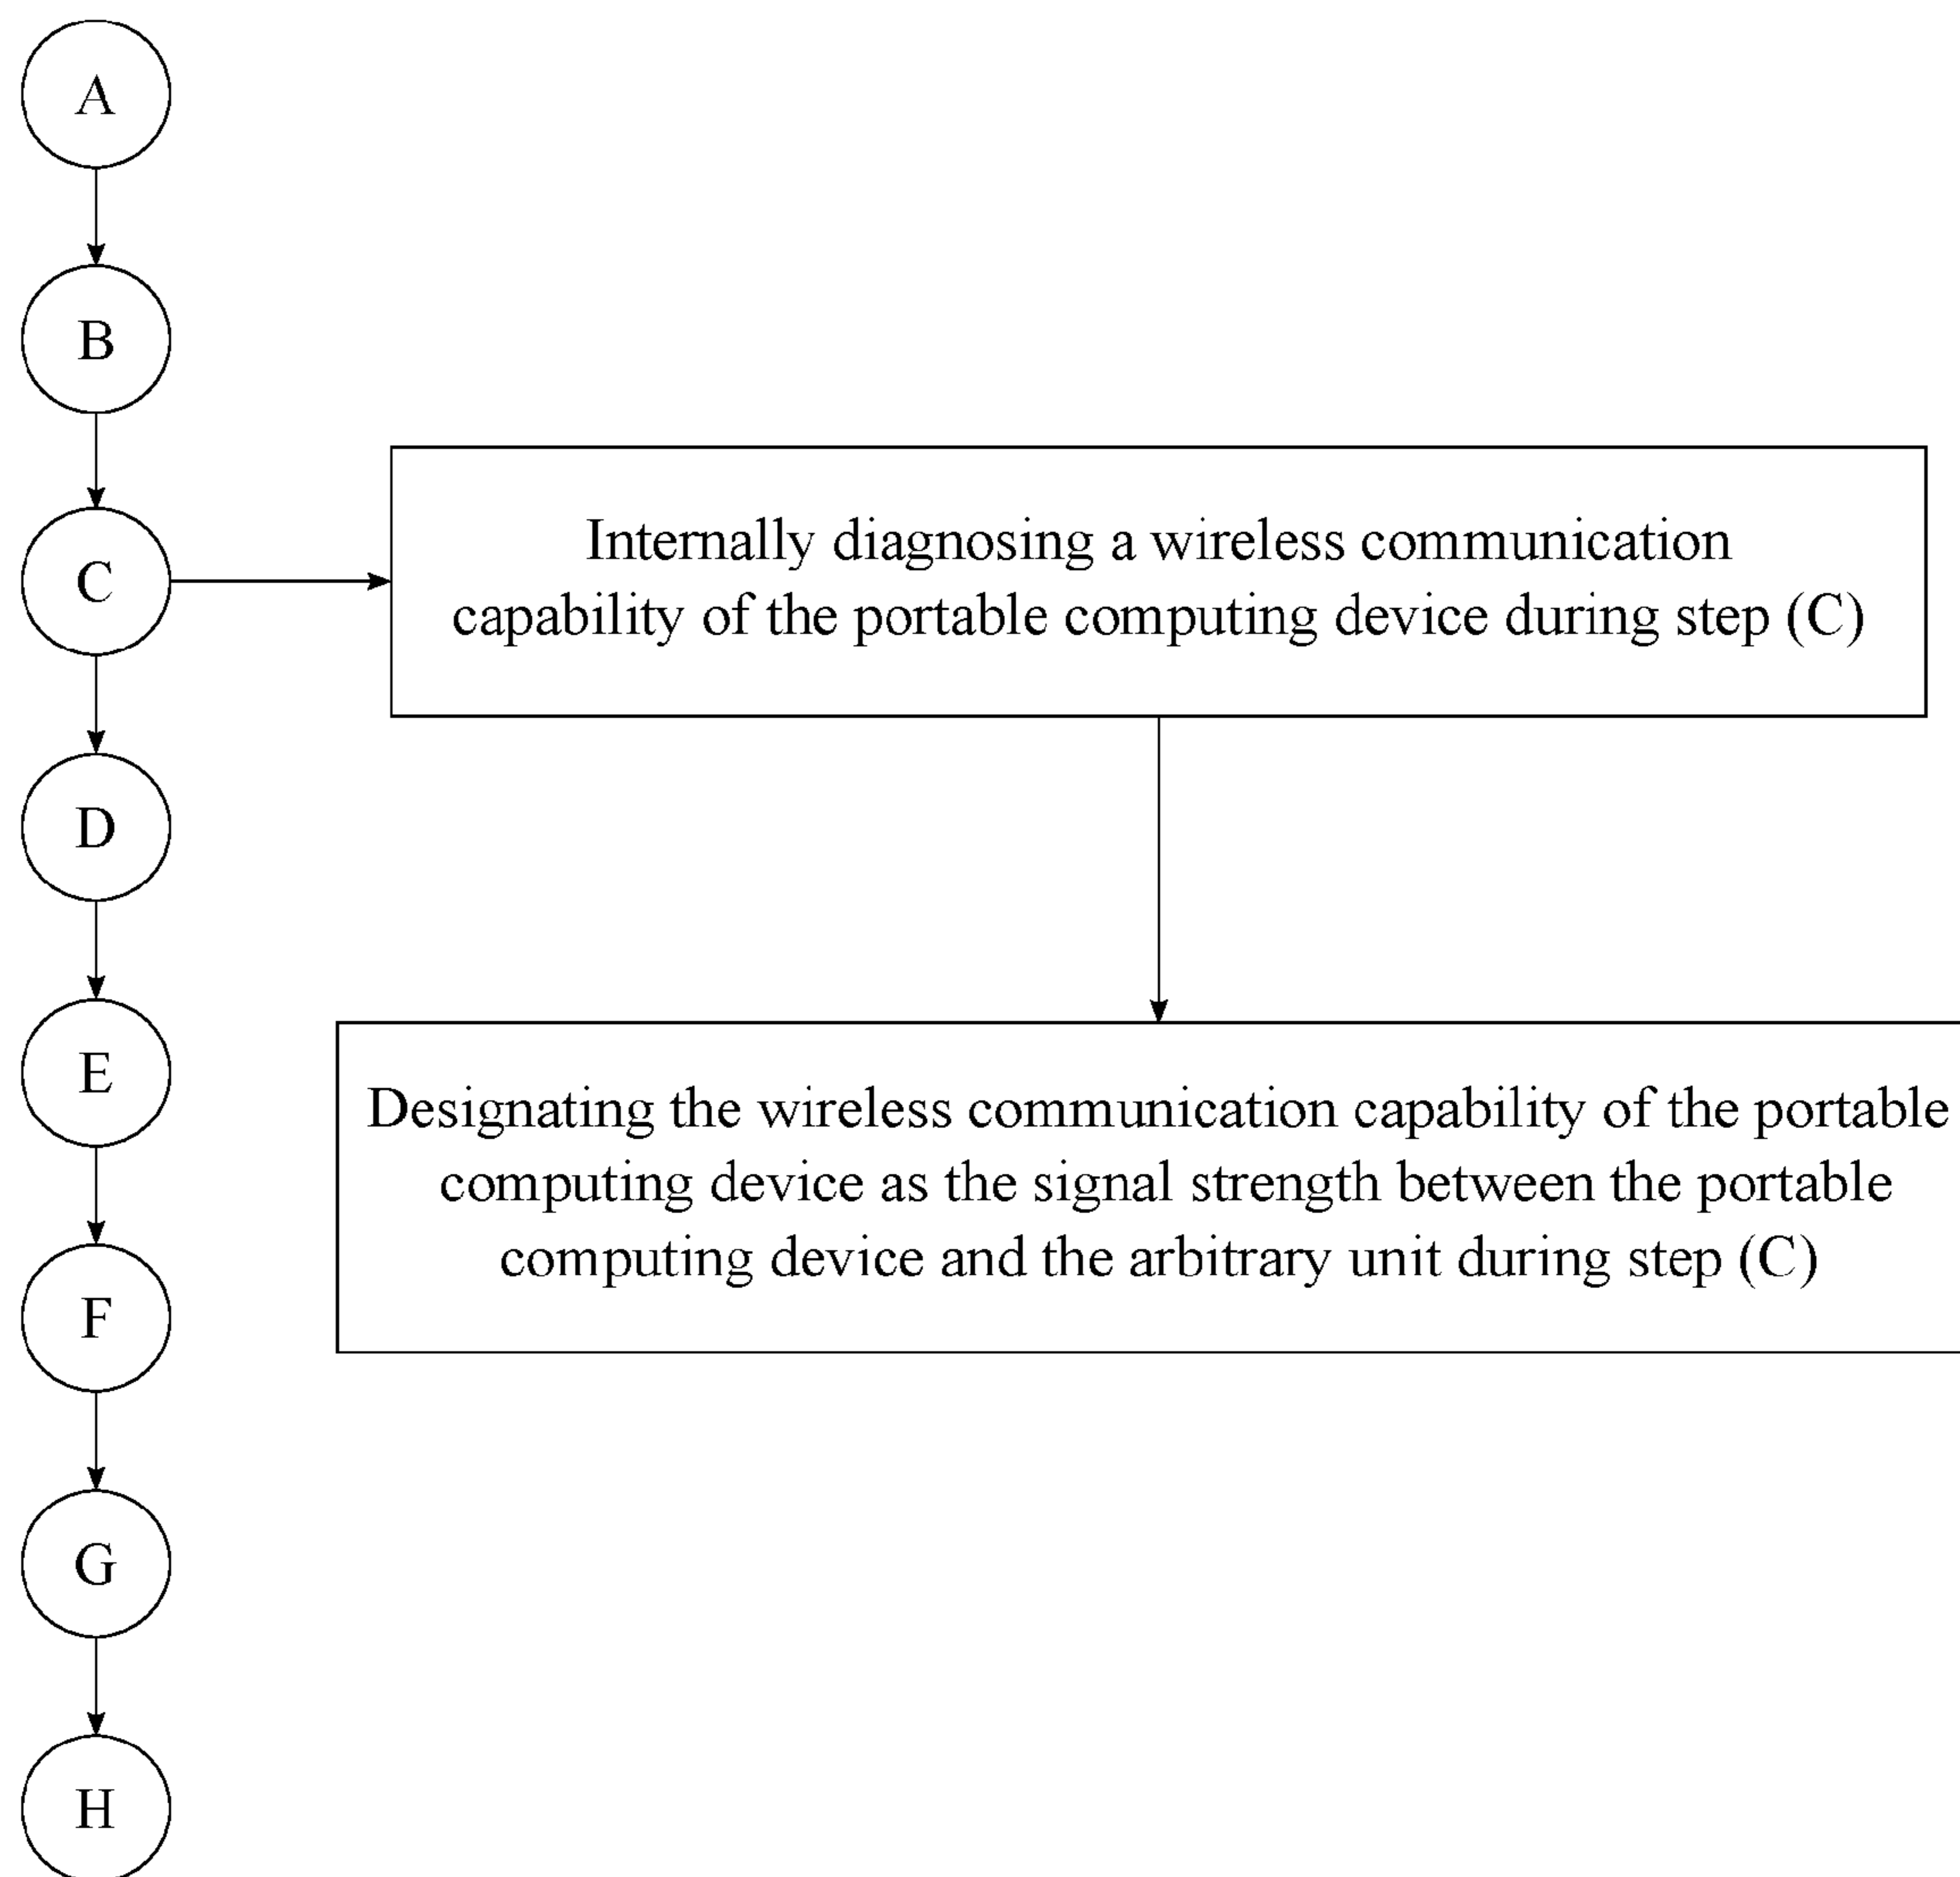 A
B
C
Internally diagnosing a wireless communication
capability of the portable computing device during step (C)
D
E
Designating the wireless communication capability of the portable
computing device as the signal strength between the portable
computing device and the arbitrary unit during step (C)
F
G
H